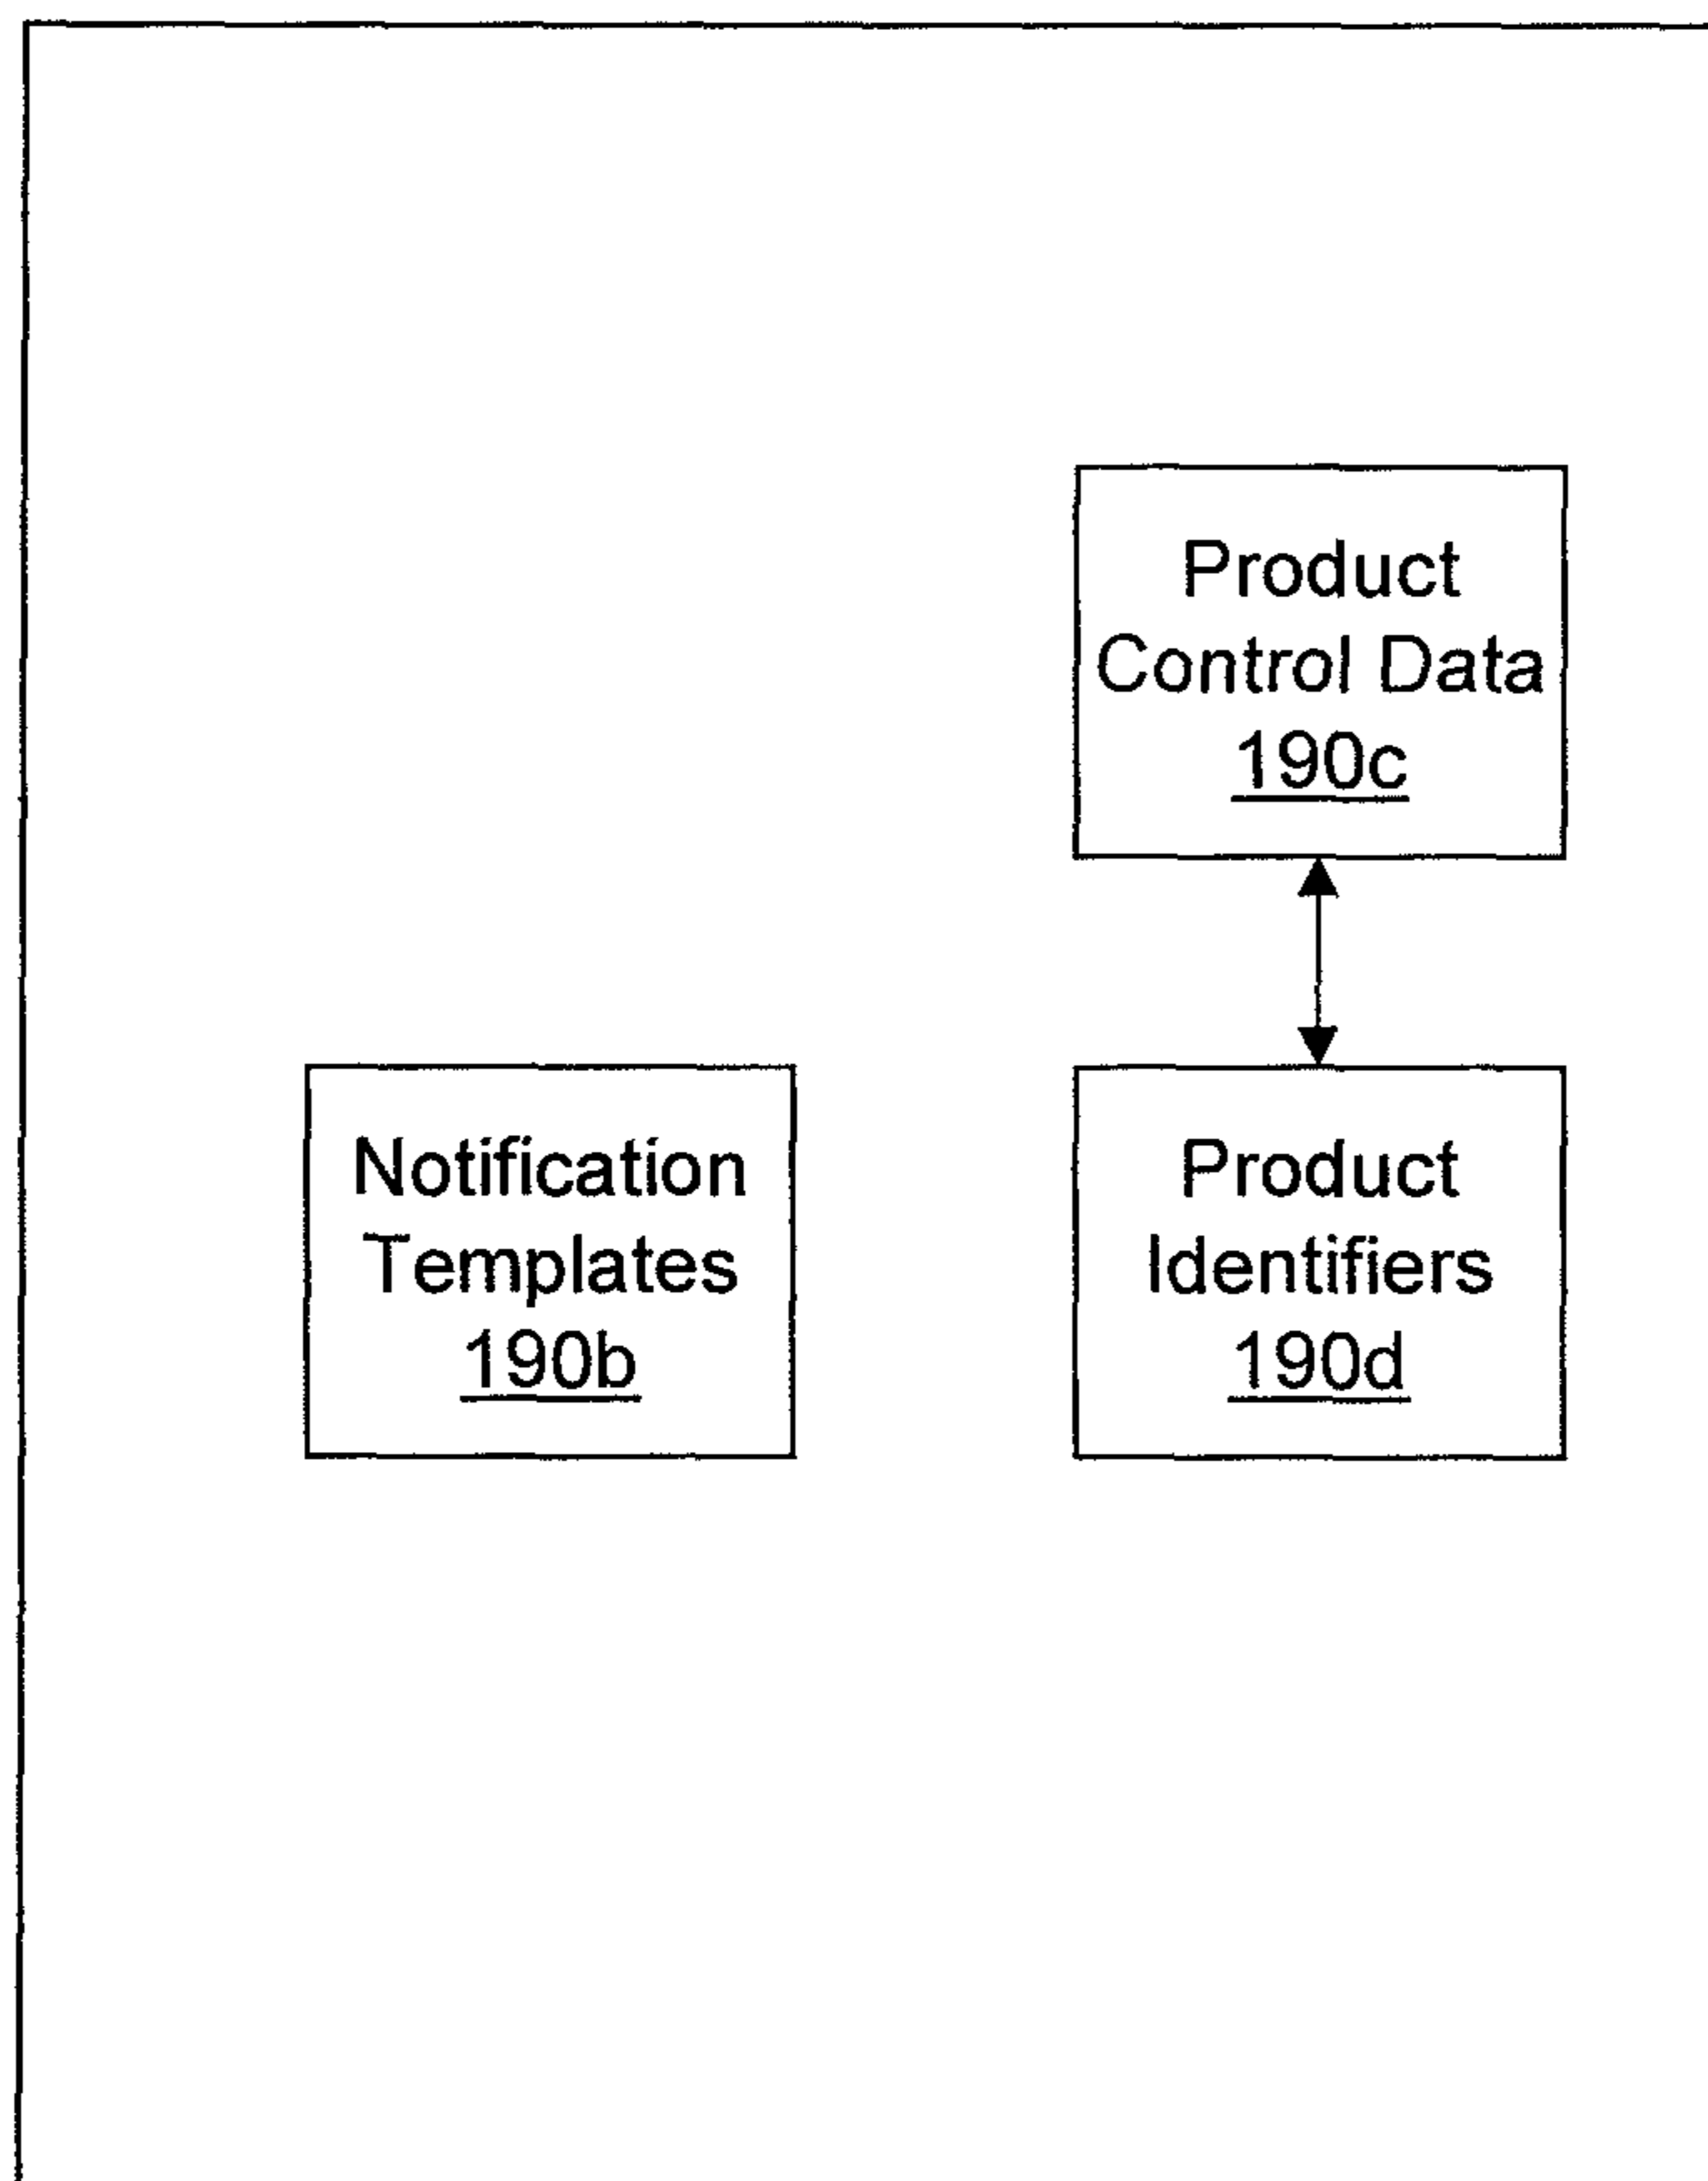 Product
Control Data
190c
Notification
Templates
190b
Product
Identifiers
190d